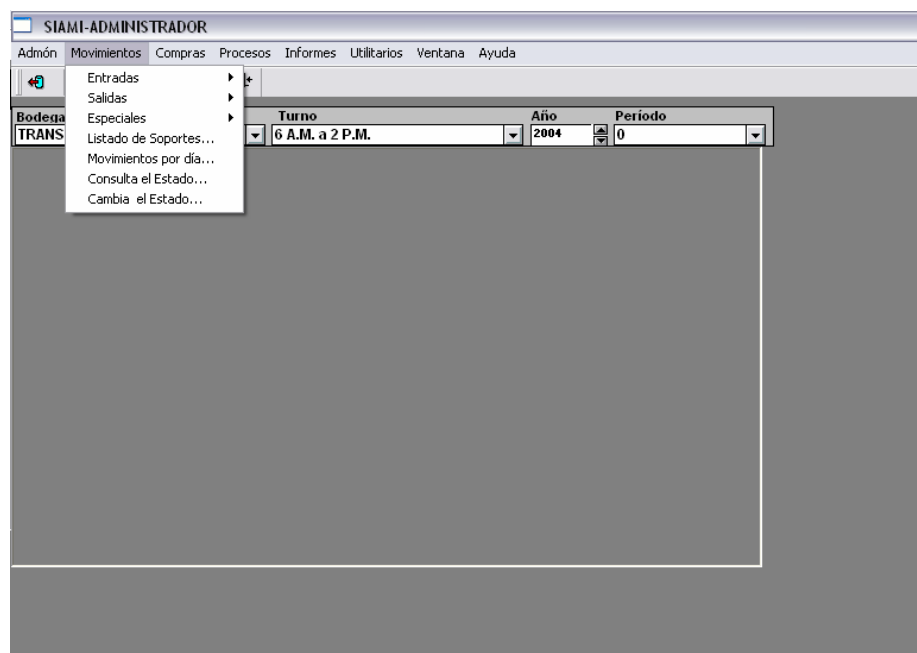 SIAMI-ADMINISTRADOR
Admón Movimientos Compras Procesos Informes Utilitarios Ventana Ayuda
Entradas
Salidas
Especiales
Listado de Soportes...
Movimientos por día...
Consulta el Estado...
Cambia el Estado...
Bodega Turno Año Período
TRANS 6 A.M. a 2 P.M. 2004 0